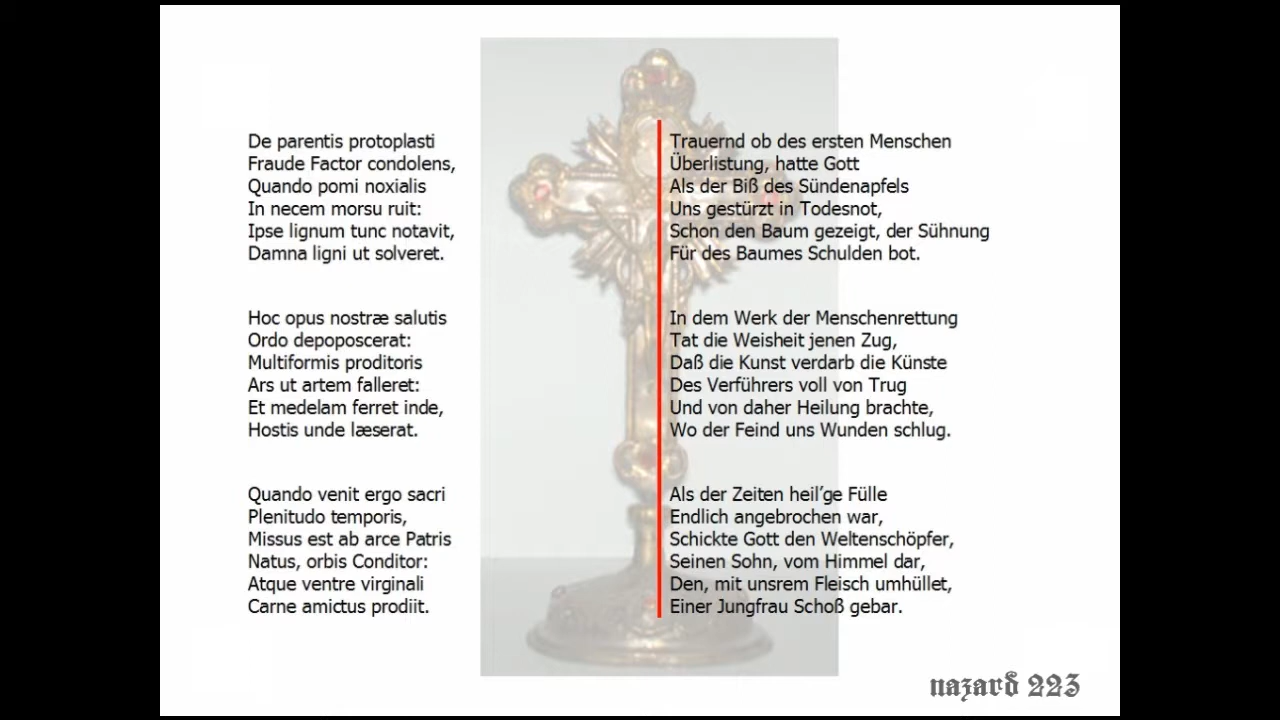 De parentis protoplasti
Fraude Factor condolens,
Quando pomi noxialis
In necem morsu ruit:
Ipse lignum tunc notavit,
Damna ligni ut solveret.
Hoc opus nostræ salutis
Ordo depoposcerat:
Multiformis proditoris
Ars ut artem falleret:
Et medelam ferret inde,
Hostis unde læserat.
Quando venit ergo sacri
Plenitudo temporis,
Missus est ab arce Patris
Natus, orbis Conditor:
Atque ventre virginali
Carne amictus prodiit.
Trauernd ob des ersten Menschen
Überlistung, hatte Gott
Als der Biß des Sündenapfels
Uns gestürzt in Todesnot,
Schon den Baum gezeigt, der Sühnung
Für des Baumes Schulden bot.
In dem Werk der Menschenrettung
Tat die Weisheit jenen Zug,
Daß die Kunst verdarb die Künste
Des Verführers voll von Trug
Und von daher Heilung brachte,
Wo der Feind uns Wunden schlug.
Als der Zeiten heil’ge Fülle
Endlich angebrochen war,
Schickte Gott den Weltenschöpfer,
Seinen Sohn, vom Himmel dar,
Den, mit unsrem Fleisch umhüllet,
Einer Jungfrau Schoß gebar.
nazard 223